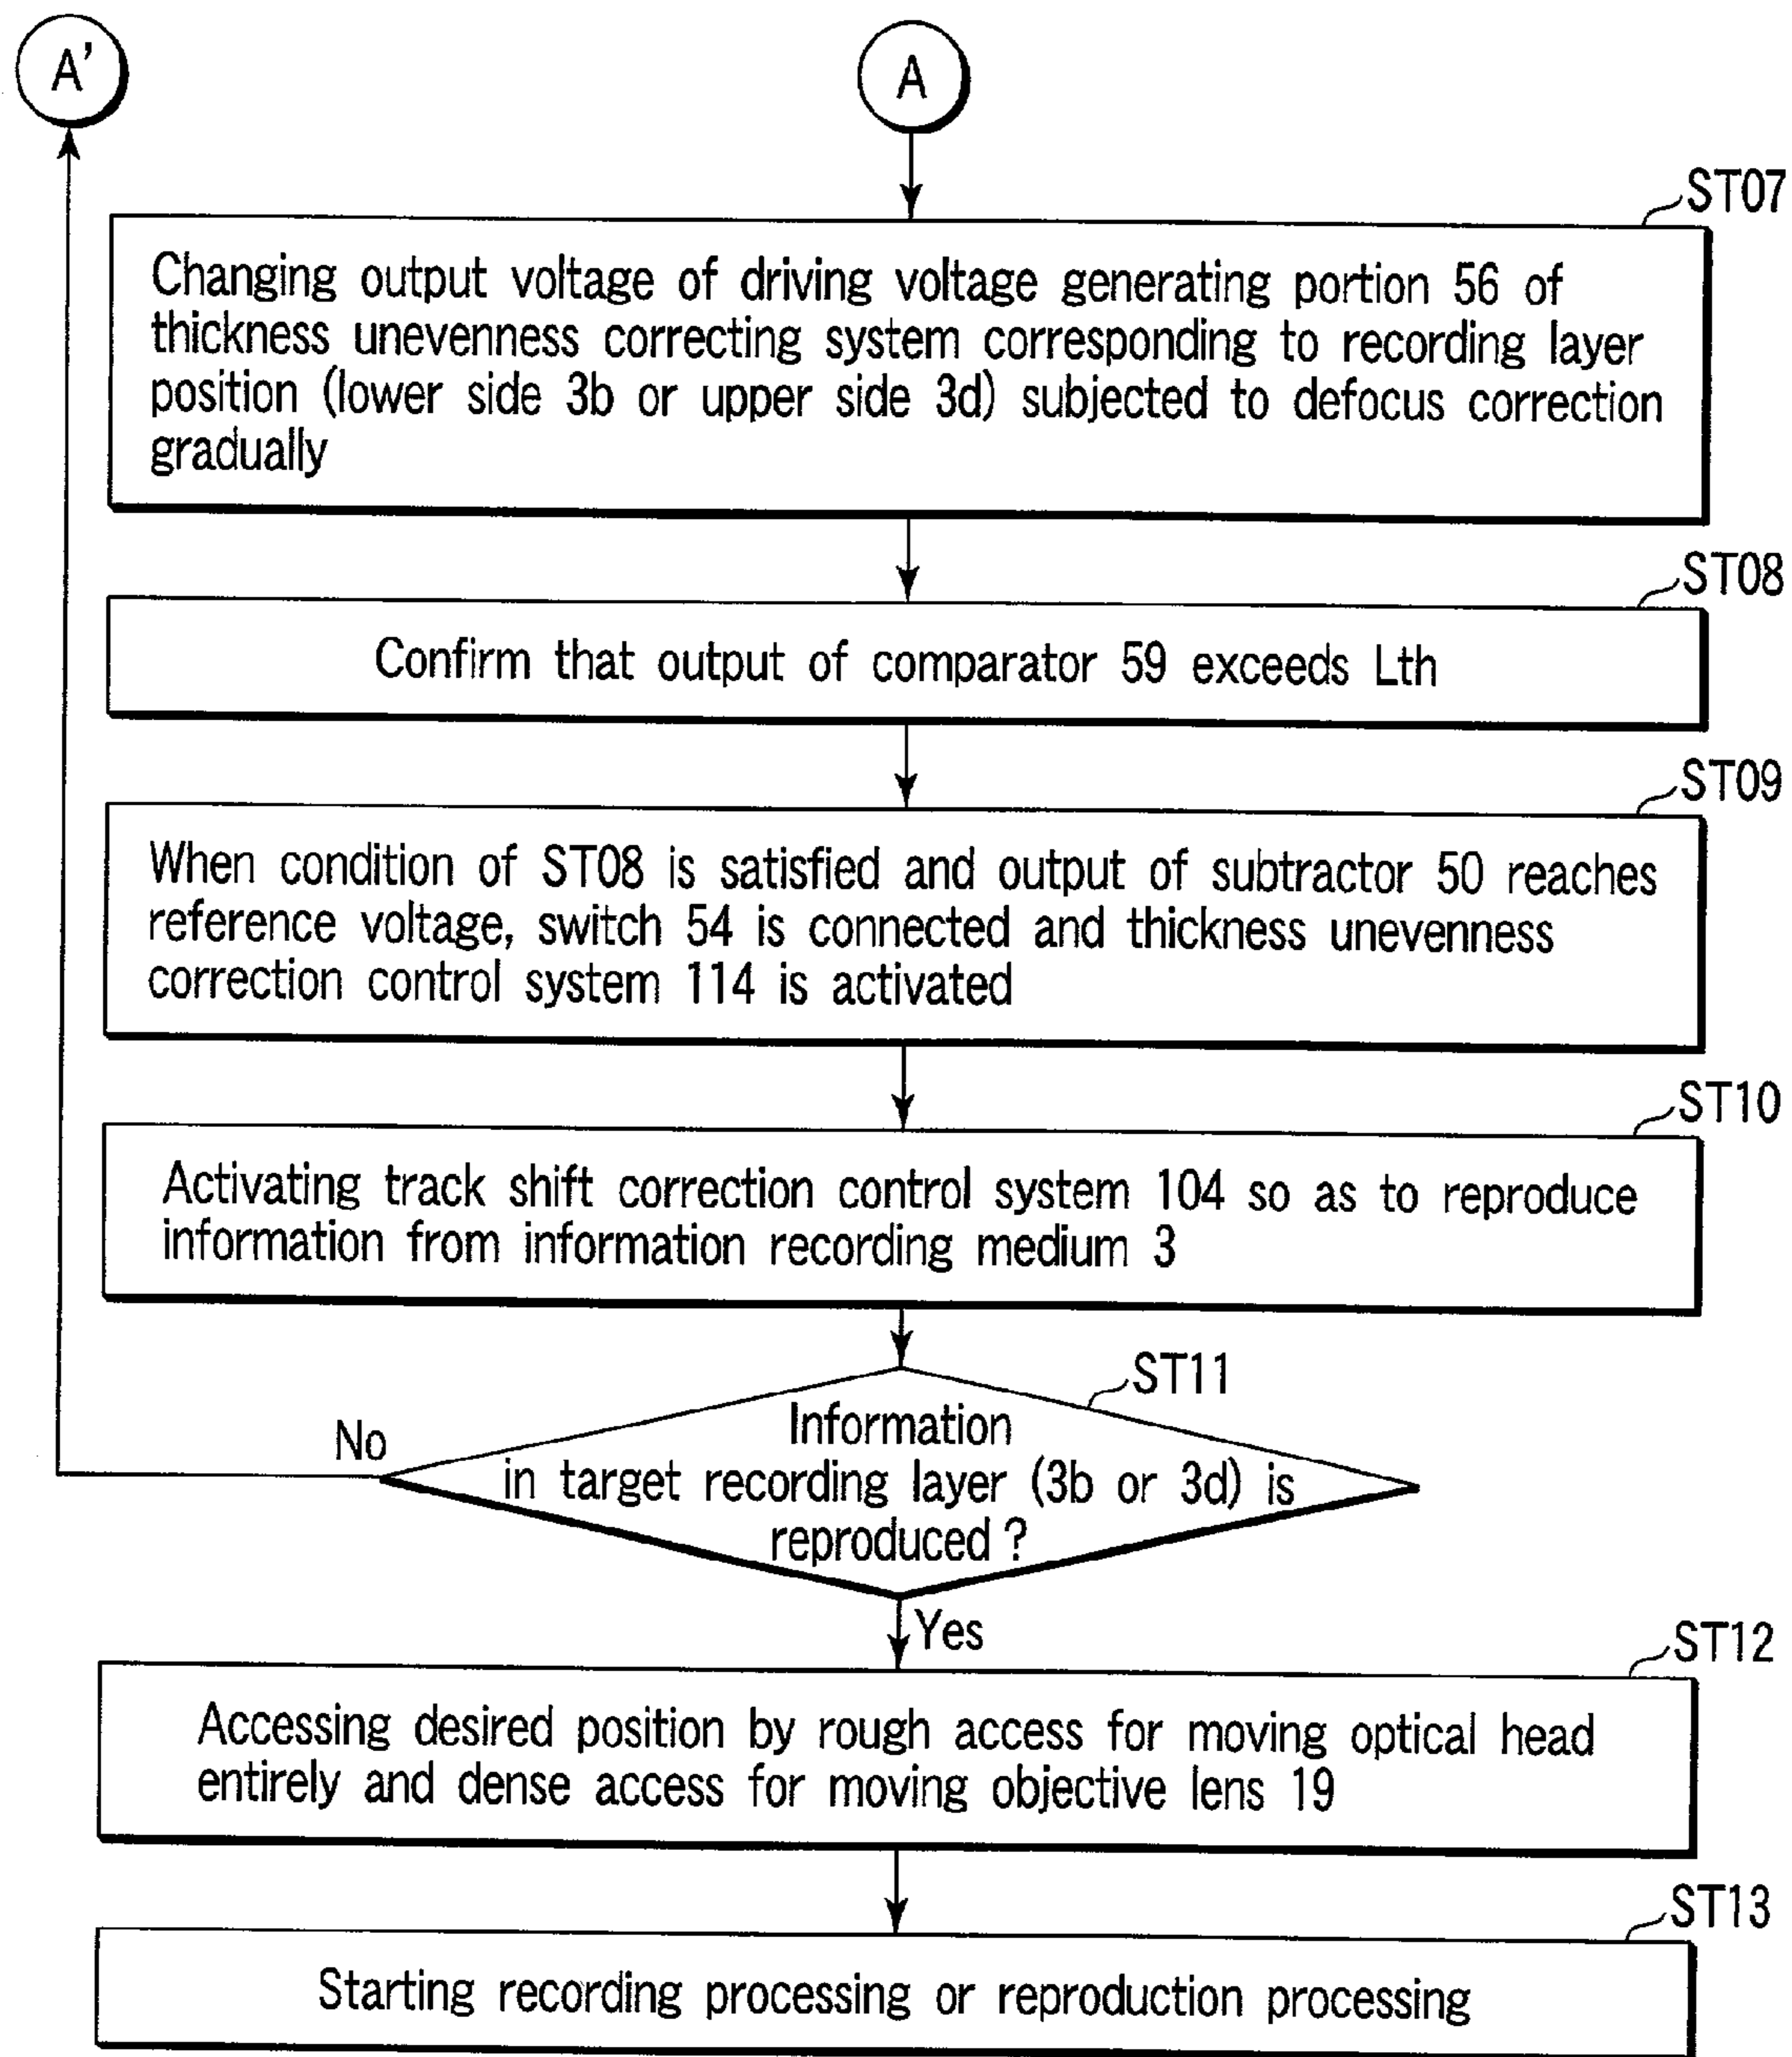 A'
A
ST07
Changing output voltage of driving voltage generating portion 56 of
thickness unevenness correcting system corresponding to recording layer
position (lower side 3b or upper side 3d) subjected to defocus correction
gradually
ST08
Confirm that output of comparator 59 exceeds Lth
ST09
When condition of ST08 is satisfied and output of subtractor 50 reaches
reference voltage, switch 54 is connected and thickness unevenness
correction control system 114 is activated
ST10
Activating track shift correction control system 104 so as to reproduce
information from information recording medium 3
ST11
No
Information
in target recording layer (3b or 3d) is
reproduced ?
Yes
ST12
Accessing desired position by rough access for moving optical head
entirely and dense access for moving objective lens 19
ST13
Starting recording processing or reproduction processing